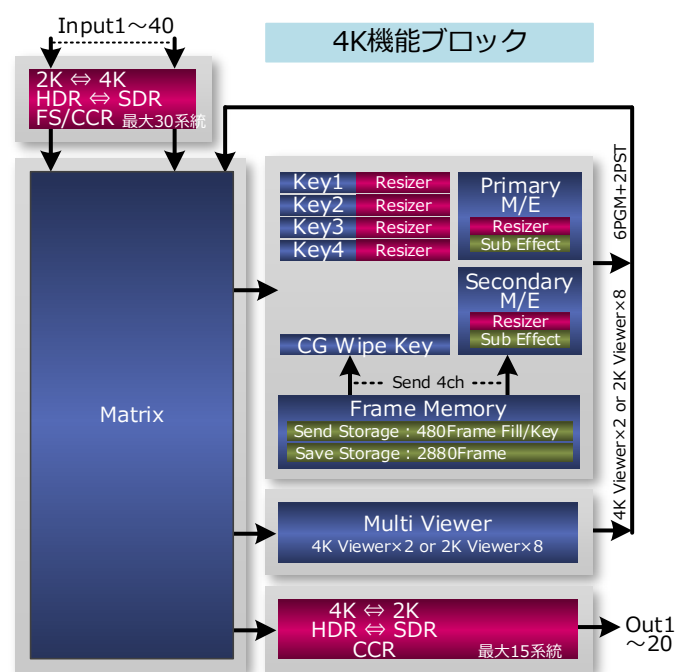 Input1～40
4K機能ブロック
2K ⇔ 4K
HDR ⇔ SDR
FS/CCR 最大30系統
Matrix
Key1 Resizer
Key2 Resizer
Key3 Resizer
Key4 Resizer
Primary
M/E
Resizer
Sub Effect
Secondary
M/E
Resizer
Sub Effect
CG Wipe Key
Send 4ch
Frame Memory
Send Storage : 480Frame Fill/Key
Save Storage : 2880Frame
6PGM+2PST
4K Viewer×2 or 2K Viewer×8
Multi Viewer
4K Viewer×2 or 2K Viewer×8
4K ⇔ 2K
HDR ⇔ SDR
CCR 最大15系統
Out1
～20